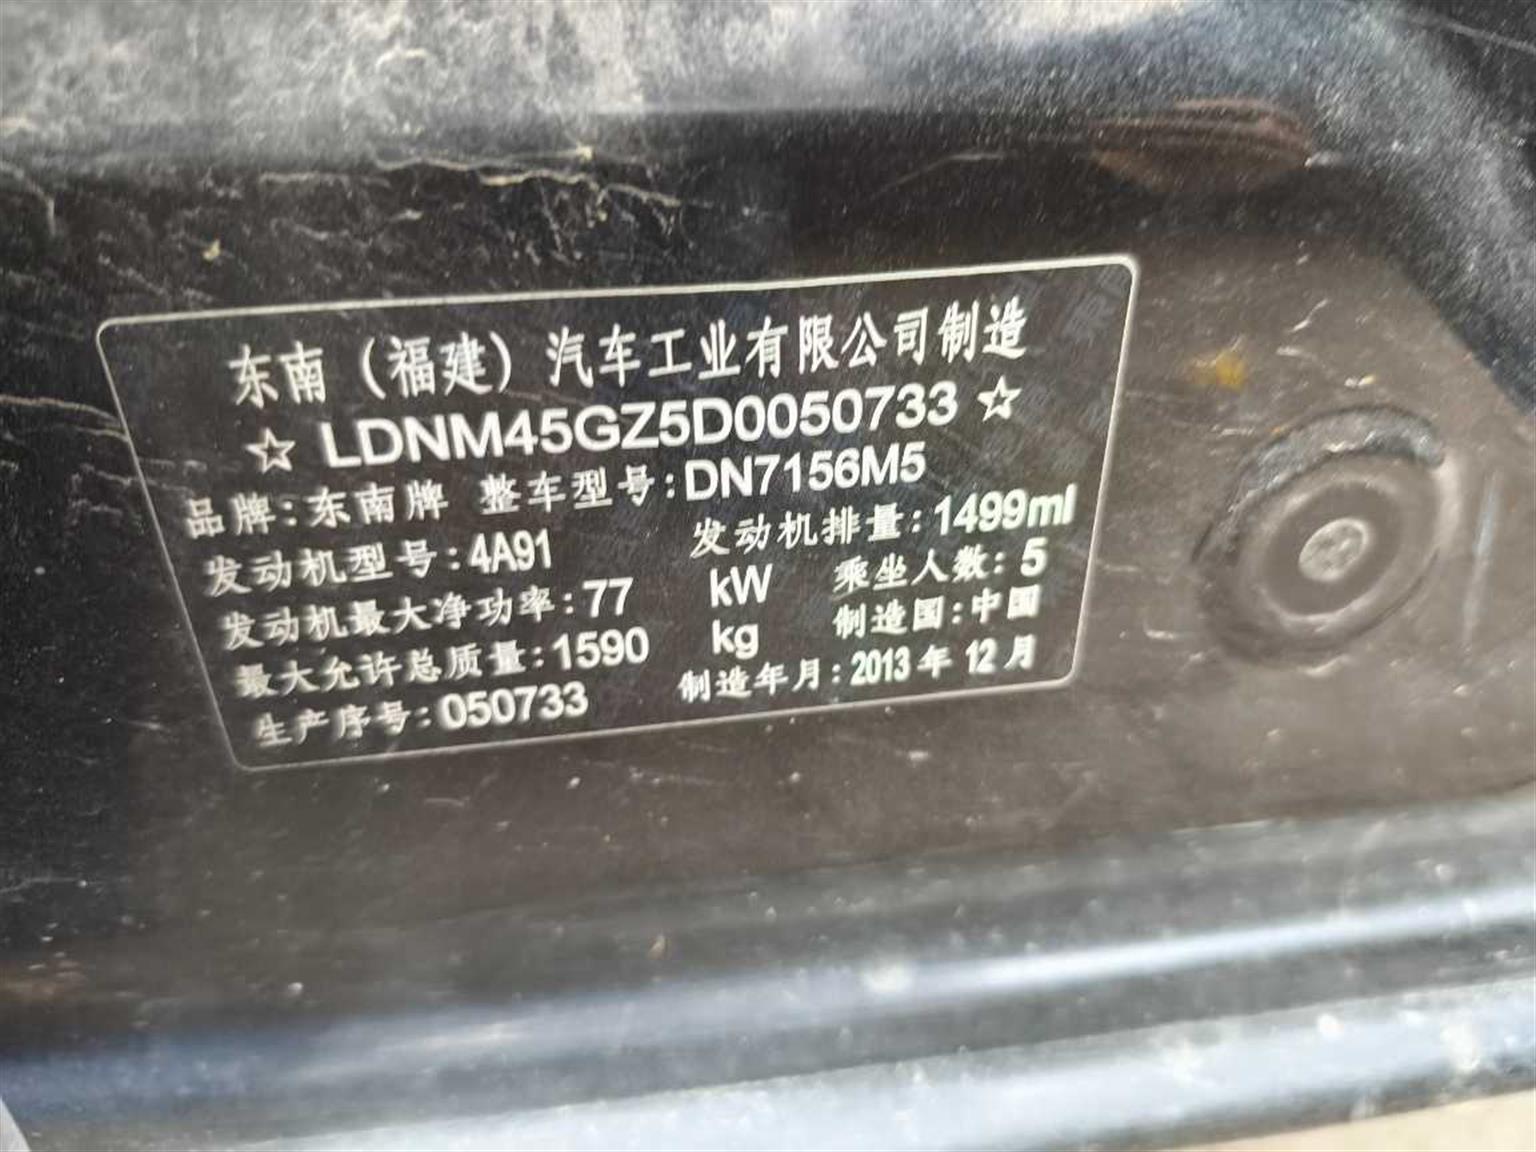 东南（福建）汽车工业有限公司制造
☆ LDNM45GZ5D0050733 ☆
品牌:东南牌 整车型号:DN7156M5
发动机型号:4A91 发动机排量:1499ml
发动机最大净功率:77 kW 乘坐人数:5
最大允许总质量:1590 kg 制造国:中国
生产序号:050733 制造年月:2013年 12月